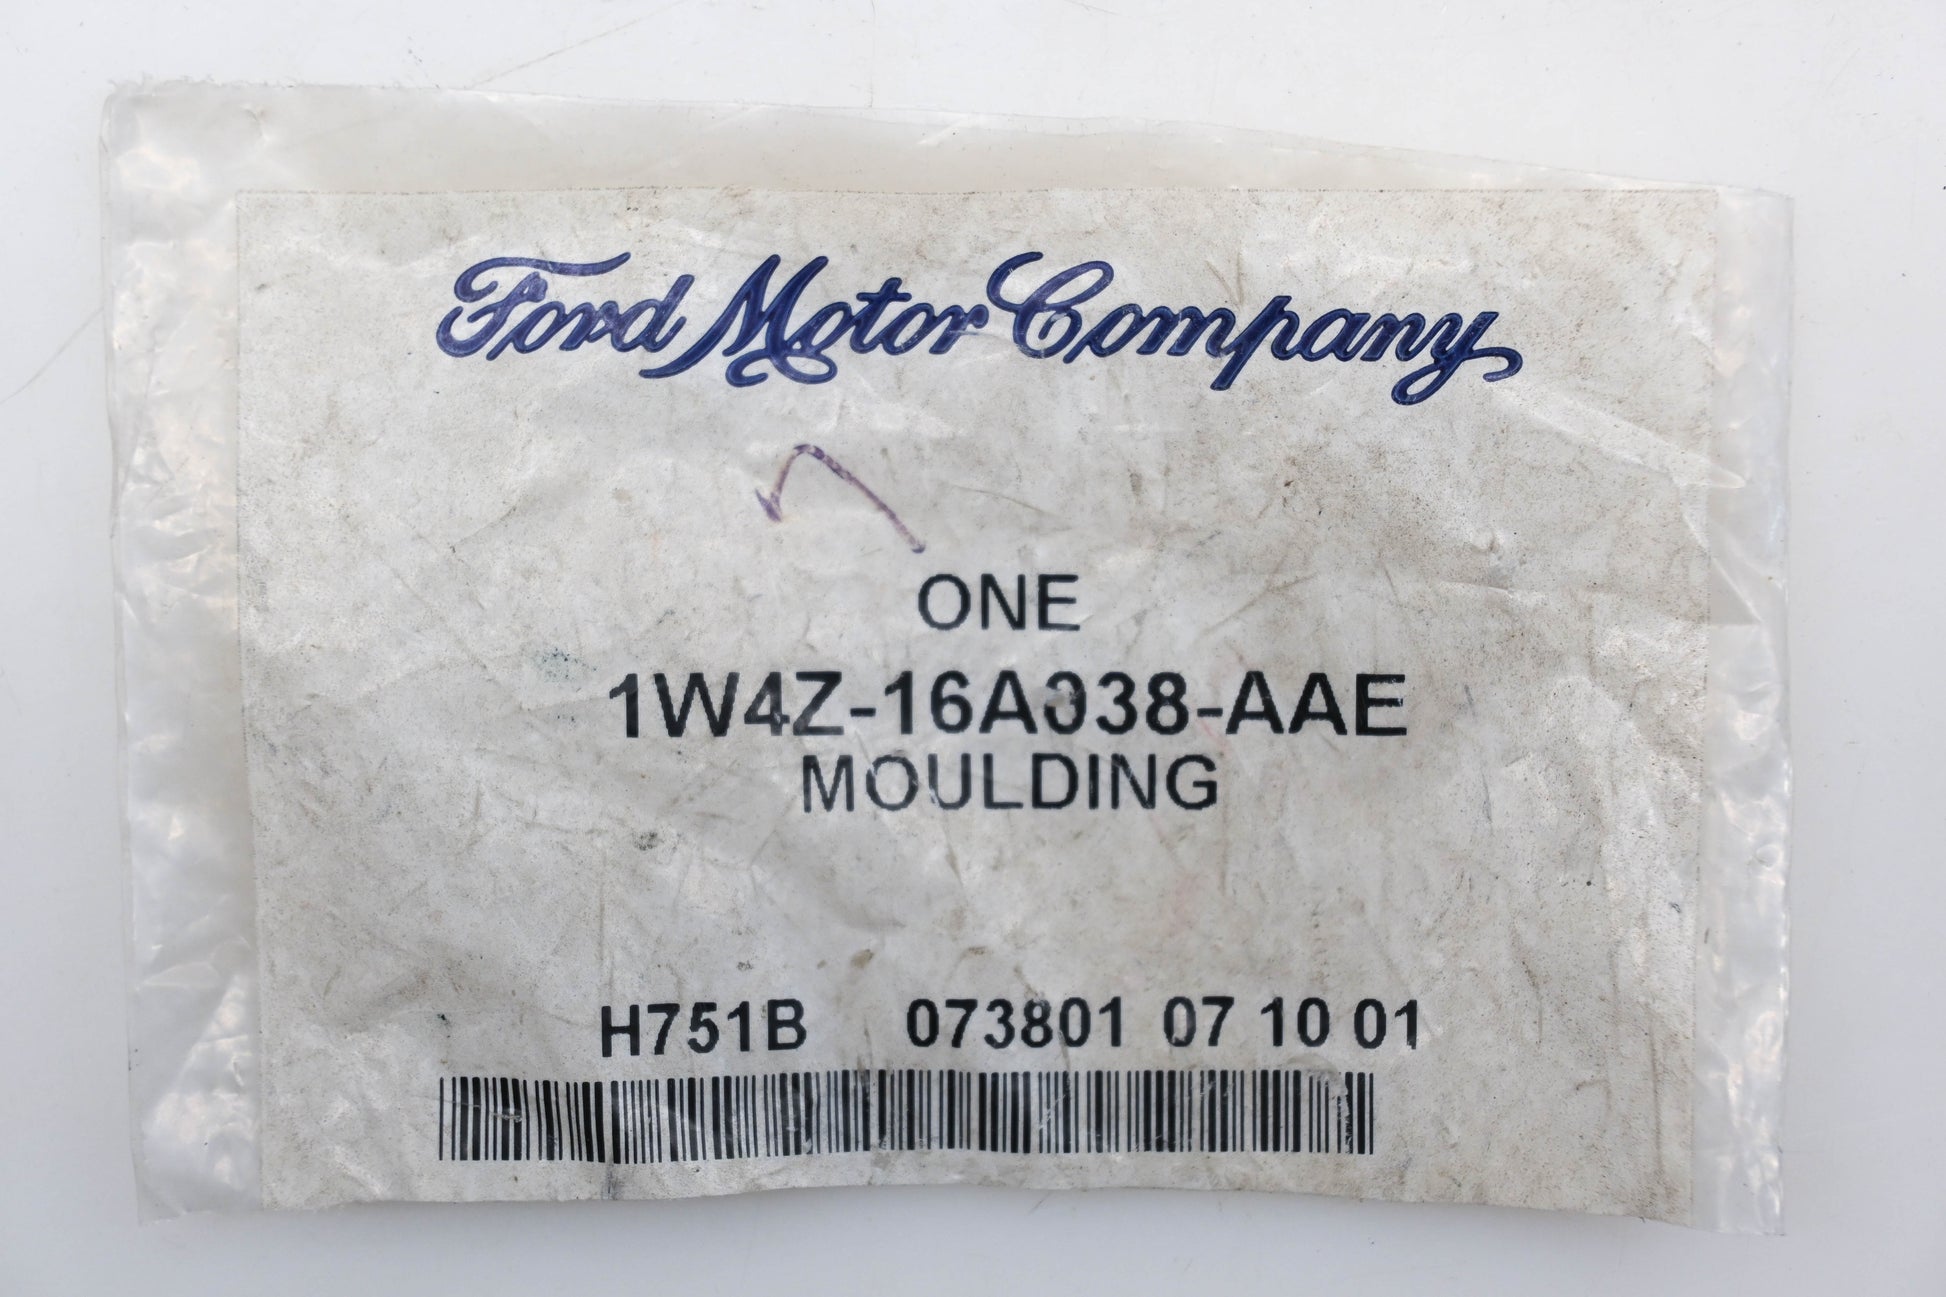 Ford Motor Company
ONE
1W4Z-16A038-AAE
MOULDING
H751B 073801 07 10 01